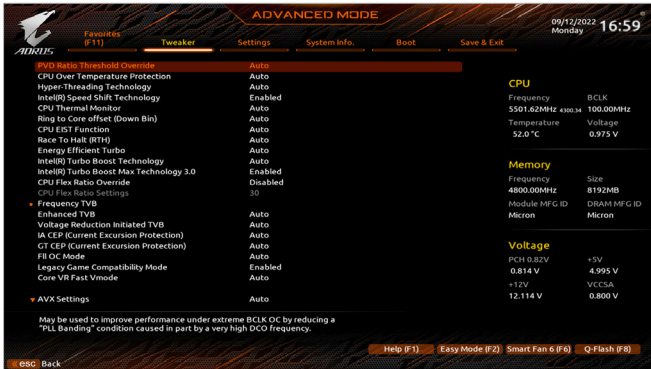 ADVANCED MODE
09/12/2022 Monday 16:59
AORUS
Favorites (F11) Tweaker Settings System Info. Boot Save & Exit
PVD Ratio Threshold Override Auto
CPU Over Temperature Protection Auto
Hyper-Threading Technology Auto
Intel(R) Speed Shift Technology Enabled
CPU Thermal Monitor Auto
Ring to Core offset (Down Bin) Auto
CPU EIST Function Auto
Race To Halt (RTH) Auto
Energy Efficient Turbo Auto
Intel(R) Turbo Boost Technology Auto
Intel(R) Turbo Boost Max Technology 3.0 Enabled
CPU Flex Ratio Override Disabled
CPU Flex Ratio Settings 30
Frequency TVB
Enhanced TVB Auto
Voltage Reduction Initiated TVB Auto
IA CEP (Current Excursion Protection) Auto
GT CEP (Current Excursion Protection) Auto
Fll OC Mode Auto
Legacy Game Compatibility Mode Enabled
Core VR Fast Vmode Auto
AVX Settings Auto
CPU
Frequency BCLK
5501.62MHz 4300.34 100.00MHz
Temperature Voltage
52.0 °C 0.975 V
Memory
Frequency Size
4800.00MHz 8192MB
Module MFG ID DRAM MFG ID
Micron Micron
Voltage
PCH 0.82V +5V
0.814 V 4.995 V
+12V VCCSA
12.114 V 0.800 V
May be used to improve performance under extreme BCLK OC by reducing a
"PLL Banding" condition caused in part by a very high DCO frequency.
Help (F1) Easy Mode (F2) Smart Fan 6 (F6) Q-Flash (F8)
esc Back